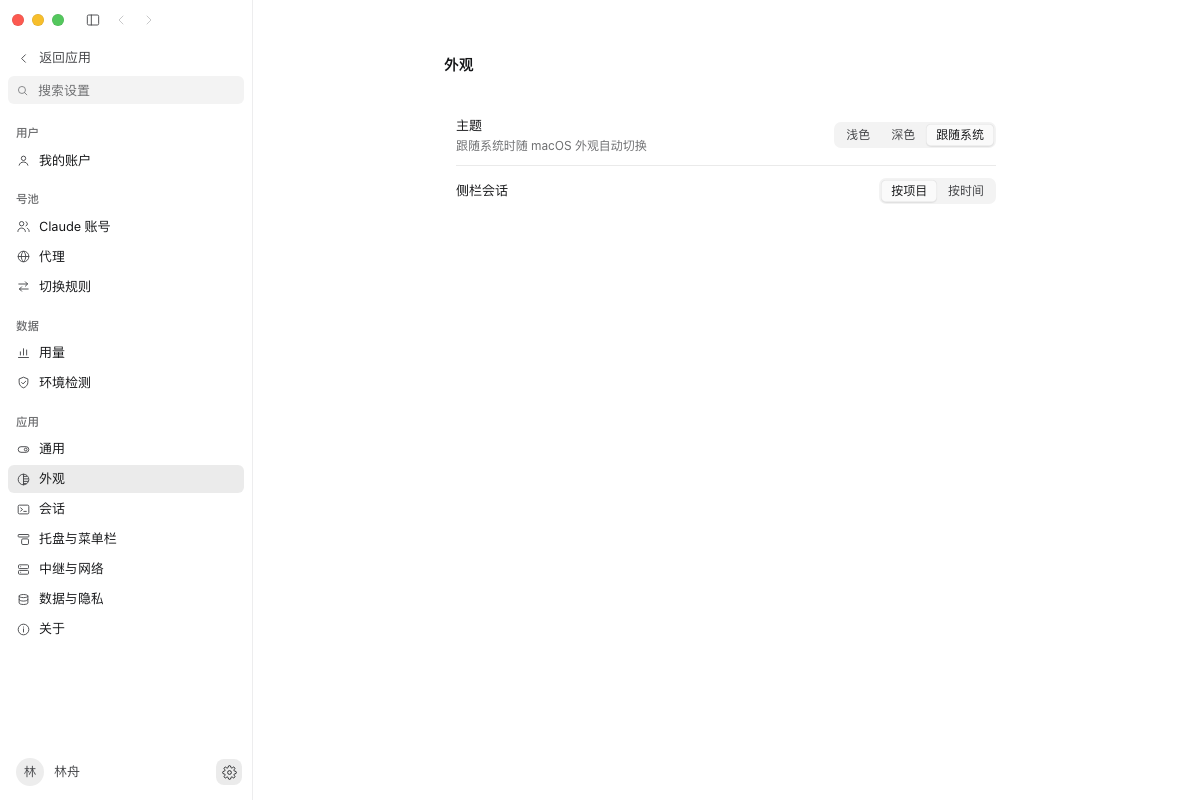 返回应用
搜索设置
用户
我的账户
号池
Claude 账号
代理
切换规则
数据
用量
环境检测
应用
通用
外观
会话
托盘与菜单栏
中继与网络
数据与隐私
关于
林 林舟
外观
主题
跟随系统时随 macOS 外观自动切换
浅色 深色 跟随系统
侧栏会话
按项目 按时间